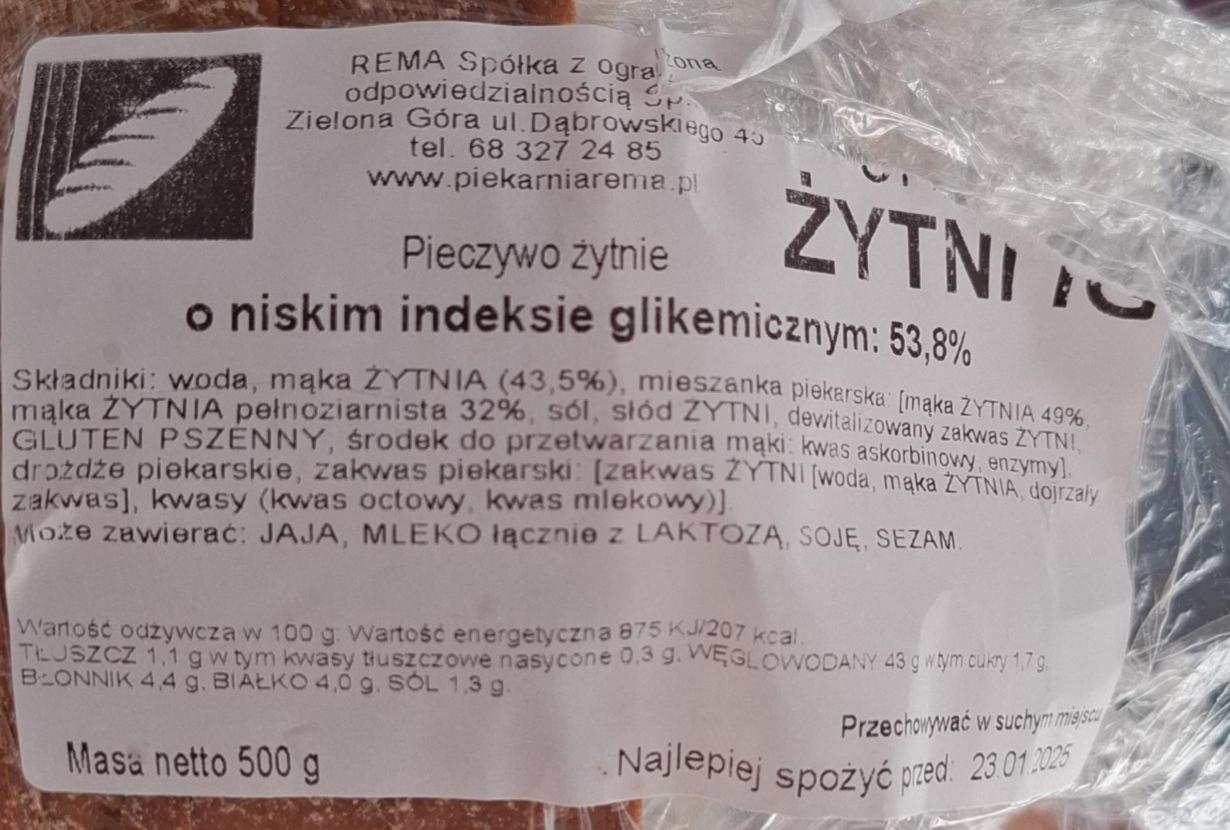 REMA Spółka z ogra żona
odpowiedzialnością Sp.
Zielona Góra ul.Dąbrowskiego 45
tel. 68 327 24 85
www.piekarniarema.pl
ŻYTNI IG
Pieczywo żytnie
o niskim indeksie glikemicznym: 53,8%
Składniki: woda, mąka ŻYTNIA (43,5%), mieszanka piekarska: [mąka ŻYTNIA 49%,
mąka ŻYTNIA pełnoziarnista 32%, sól, słód ŻYTNI, dewitalizowany zakwas ŻYTNI,
GLUTEN PSZENNY, środek do przetwarzania mąki: kwas askorbinowy, enzymy],
drożdże piekarskie, zakwas piekarski: [zakwas ŻYTNI [woda, mąka ŻYTNIA, dojrzały
zakwas], kwasy (kwas octowy, kwas mlekowy)].
Może zawierać: JAJA, MLEKO łącznie z LAKTOZĄ, SOJĘ, SEZAM.
Wartość odżywcza w 100 g: Wartość energetyczna 875 KJ/207 kcal.
TŁUSZCZ 1,1 g w tym kwasy tłuszczowe nasycone 0,3 g, WĘGLOWODANY 43 g w tym cukry 1,7 g,
BŁONNIK 4,4 g, BIAŁKO 4,0 g, SÓL 1,3 g.
Przechowywać w suchym miejscu
Masa netto 500 g
Najlepiej spożyć przed: 23.01.2025